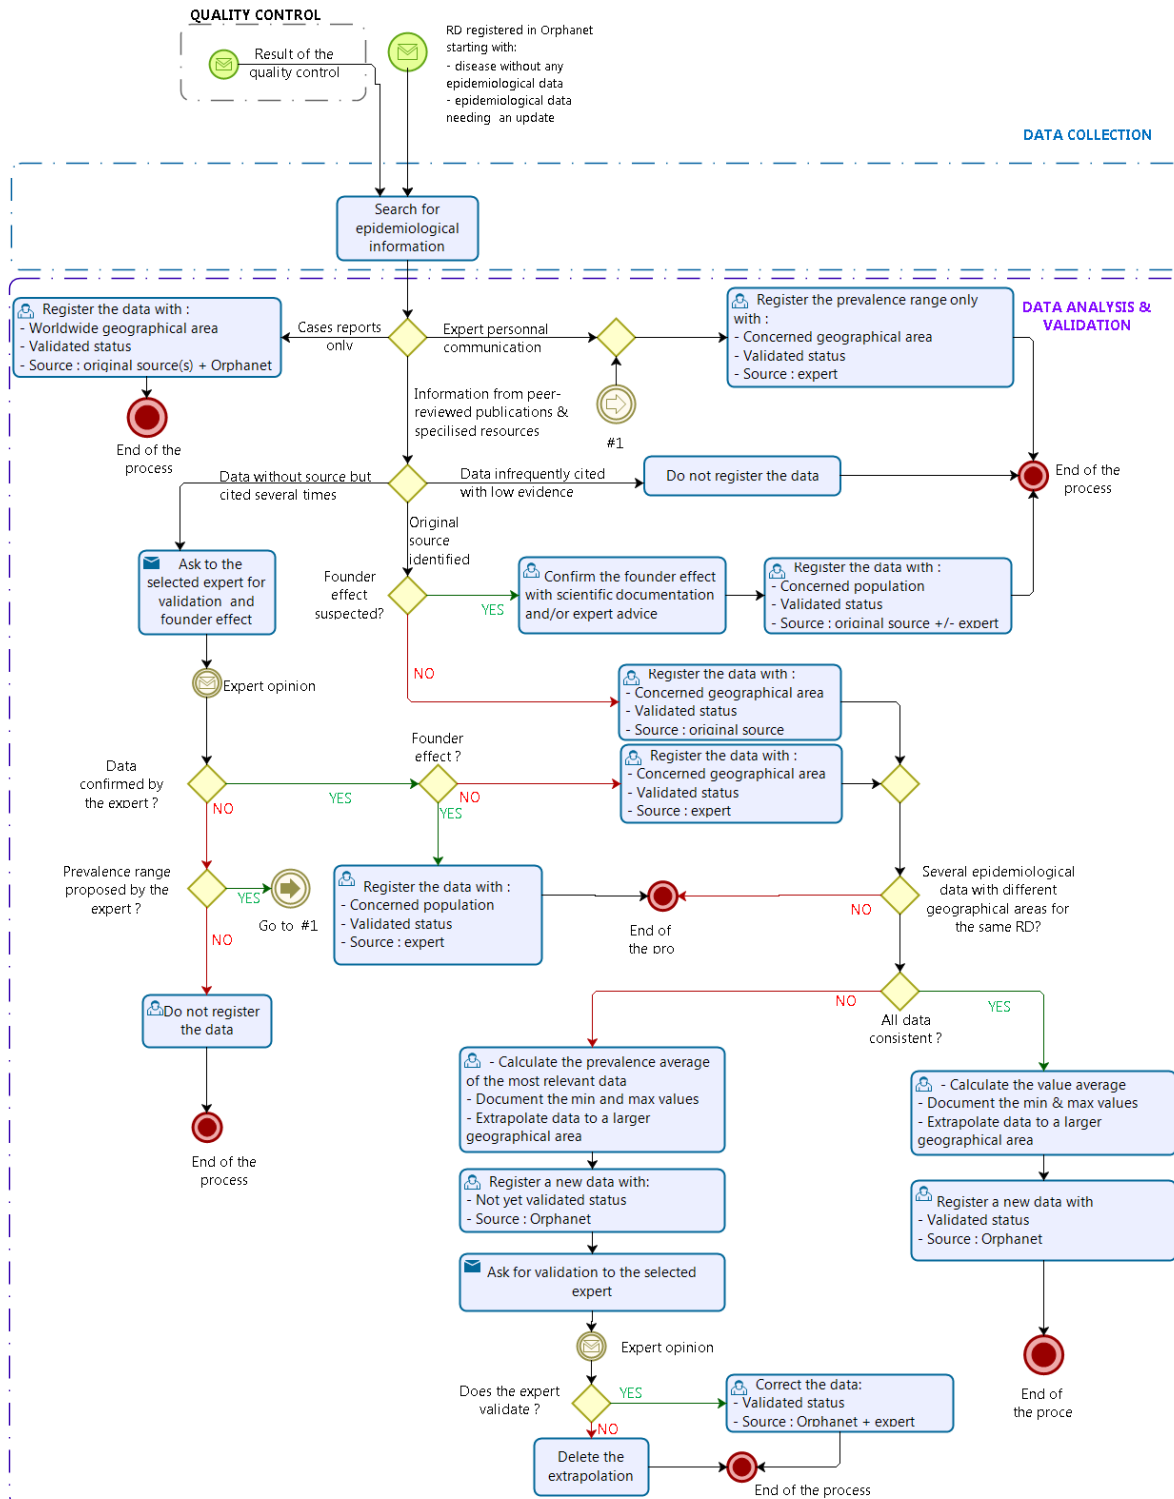 QUALITY CONTROL
Result of the
quality control
RD registered in Orphanet
starting with:
- disease without any
epidemiological data
- epidemiological data
needing an update
DATA COLLECTION
Search for
epidemiological
information
DATA ANALYSIS &
VALIDATION
Register the data with :
- Worldwide geographical area
- Validated status
- Source : original source(s) + Orphanet
Cases reports
only
Expert personnal
communication
Register the prevalence range only
with :
- Concerned geographical area
- Validated status
- Source : expert
End of the
process
Information from peer-
reviewed publications &
specilised resources
#1
Data without source but
cited several times
Data infrequently cited
with low evidence
Do not register the data
End of the
process
Original
source
identified
Ask to the
selected expert for
validation and
founder effect
Founder
effect
suspected?
YES
Confirm the founder effect
with scientific documentation
and/or expert advice
Register the data with :
- Concerned population
- Validated status
- Source : original source +/- expert
NO
Expert opinion
Register the data with :
- Concerned geographical area
- Validated status
- Source : original source
Founder
effect ?
Data
confirmed by
the expert ?
YES
NO
NO
YES
Register the data with :
- Concerned geographical area
- Validated status
- Source : expert
Prevalence range
proposed by the
expert ?
YES
Go to #1
NO
Register the data with :
- Concerned population
- Validated status
- Source : expert
End of
the pro
NO
Several epidemiological
data with different
geographical areas for
the same RD?
Do not register
the data
NO
YES
All data
consistent ?
End of the
process
- Calculate the prevalence average
of the most relevant data
- Document the min and max values
- Extrapolate data to a larger
geographical area
- Calculate the value average
- Document the min & max values
- Extrapolate data to a larger
geographical area
Register a new data with:
- Not yet validated status
- Source : Orphanet
Register a new data with
- Validated status
- Source : Orphanet
Ask for validation to the selected
expert
Expert opinion
Does the expert
validate ?
YES
NO
Correct the data:
- Validated status
- Source : Orphanet + expert
End of
the proce
Delete the
extrapolation
End of the process